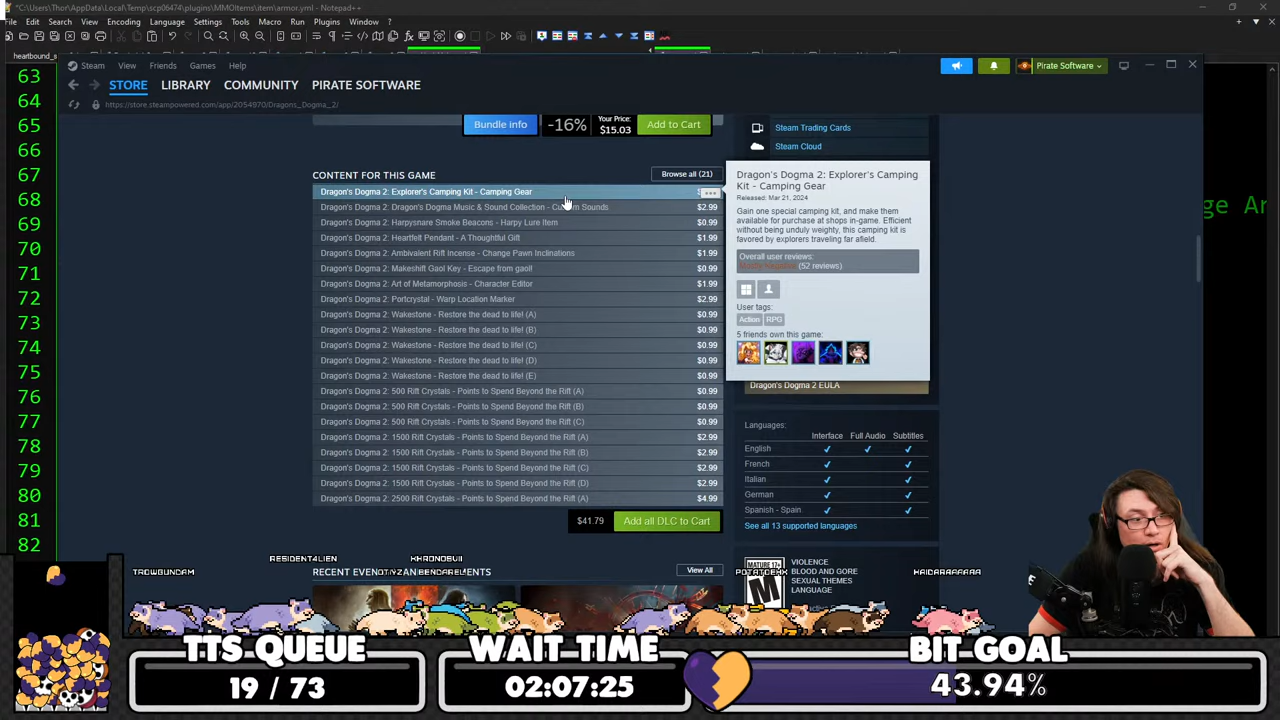 *C:\Users\Thor\AppData\Local\Temp\scp06474\plugins\MMOItems\item\armor.yml - Notepad++
File Edit Search View Encoding Language Settings Tools Macro Run Plugins Window ?
63
64
65
66
67
68
69
70
71
72
73
74
75
76
77
78
79
80
81
82
Steam View Friends Games Help
Pirate Software
STORE LIBRARY COMMUNITY PIRATE SOFTWARE
https://store.steampowered.com/app/2054970/Dragons_Dogma_2/
Bundle info -16% Your Price: $15.03 Add to Cart
CONTENT FOR THIS GAME Browse all (21)
Dragon's Dogma 2: Explorer's Camping Kit - Camping Gear
Dragon's Dogma 2: Dragon's Dogma Music & Sound Collection - Custom Sounds $2.99
Dragon's Dogma 2: Harpysnare Smoke Beacons - Harpy Lure Item $0.99
Dragon's Dogma 2: Heartfelt Pendant - A Thoughtful Gift $1.99
Dragon's Dogma 2: Ambivalent Rift Incense - Change Pawn Inclinations $1.99
Dragon's Dogma 2: Makeshift Gaol Key - Escape from gaol! $0.99
Dragon's Dogma 2: Art of Metamorphosis - Character Editor $1.99
Dragon's Dogma 2: Portcrystal - Warp Location Marker $2.99
Dragon's Dogma 2: Wakestone - Restore the dead to life! (A) $0.99
Dragon's Dogma 2: Wakestone - Restore the dead to life! (B) $0.99
Dragon's Dogma 2: Wakestone - Restore the dead to life! (C) $0.99
Dragon's Dogma 2: Wakestone - Restore the dead to life! (D) $0.99
Dragon's Dogma 2: Wakestone - Restore the dead to life! (E) $0.99
Dragon's Dogma 2: 500 Rift Crystals - Points to Spend Beyond the Rift (A) $0.99
Dragon's Dogma 2: 500 Rift Crystals - Points to Spend Beyond the Rift (B) $0.99
Dragon's Dogma 2: 500 Rift Crystals - Points to Spend Beyond the Rift (C) $0.99
Dragon's Dogma 2: 1500 Rift Crystals - Points to Spend Beyond the Rift (A) $2.99
Dragon's Dogma 2: 1500 Rift Crystals - Points to Spend Beyond the Rift (B) $2.99
Dragon's Dogma 2: 1500 Rift Crystals - Points to Spend Beyond the Rift (C) $2.99
Dragon's Dogma 2: 1500 Rift Crystals - Points to Spend Beyond the Rift (D) $2.99
Dragon's Dogma 2: 2500 Rift Crystals - Points to Spend Beyond the Rift (A) $4.99
$41.79 Add all DLC to Cart
View All
Steam Trading Cards
Steam Cloud
Dragon's Dogma 2: Explorer's Camping
Kit - Camping Gear
Released: Mar 21, 2024
Gain one special camping kit, and make them
available for purchase at shops in-game. Efficient
without being unduly weighty, this camping kit is
favored by explorers traveling far afield.
Overall user reviews:
Mostly Negative (52 reviews)
User tags:
Action RPG
5 friends own this game:
Dragon's Dogma 2 EULA
Languages:
Interface Full Audio Subtitles
English ✔ ✔ ✔
French ✔ ✔
Italian ✔ ✔
German ✔ ✔
Spanish - Spain ✔ ✔
See all 13 supported languages
MATURE 17+
VIOLENCE
BLOOD AND GORE
SEXUAL THEMES
LANGUAGE
ge Ar
TROWBUNDAM
RESIDENT4LIEN
TTS QUEUE
19 / 73
WAIT TIME
02:07:25
BIT GOAL
43.94%